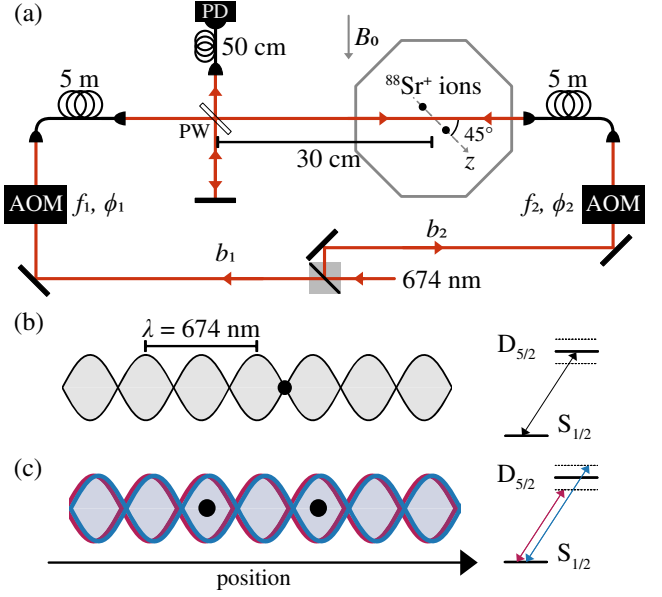 (a)
PD
50 cm
B₀
5 m
⁸⁸Sr⁺ ions
5 m
PW
45°
30 cm
z
AOM
f₁, ϕ₁
f₂, ϕ₂
AOM
b₁
b₂
674 nm
(b)
λ = 674 nm
D₅/₂
S₁/₂
(c)
D₅/₂
S₁/₂
position